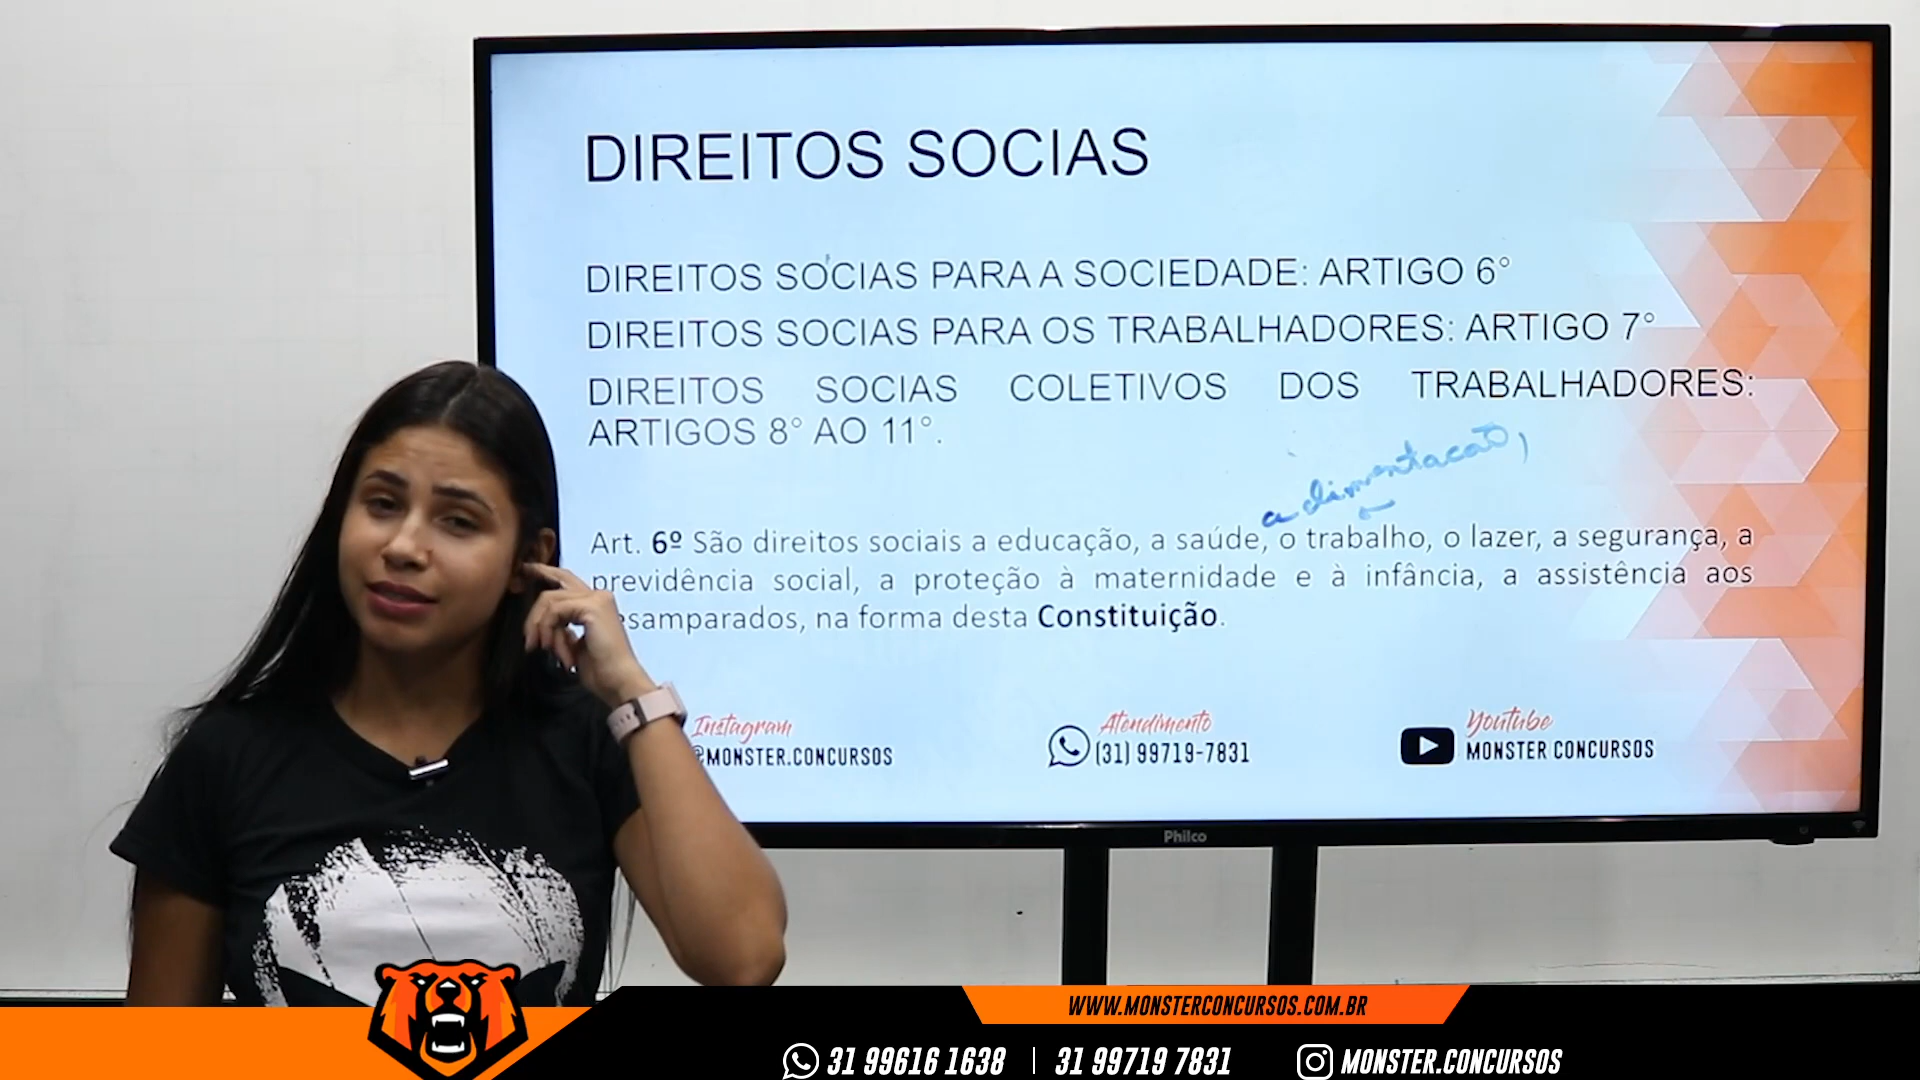 DIREITOS SOCIAS
DIREITOS SOCIAS PARA A SOCIEDADE: ARTIGO 6°
DIREITOS SOCIAS PARA OS TRABALHADORES: ARTIGO 7°
DIREITOS SOCIAS COLETIVOS DOS TRABALHADORES:
ARTIGOS 8° AO 11°.
a alimentacao,
Art. 6º São direitos sociais a educação, a saúde, o trabalho, o lazer, a segurança, a
previdência social, a proteção à maternidade e à infância, a assistência aos
esamparados, na forma desta Constituição.
Instagram
@MONSTER.CONCURSOS
Atendimento
(31) 99719-7831
Youtube
MONSTER CONCURSOS
Philco
WWW.MONSTERCONCURSOS.COM.BR
31 99616 1638 | 31 99719 7831 MONSTER.CONCURSOS